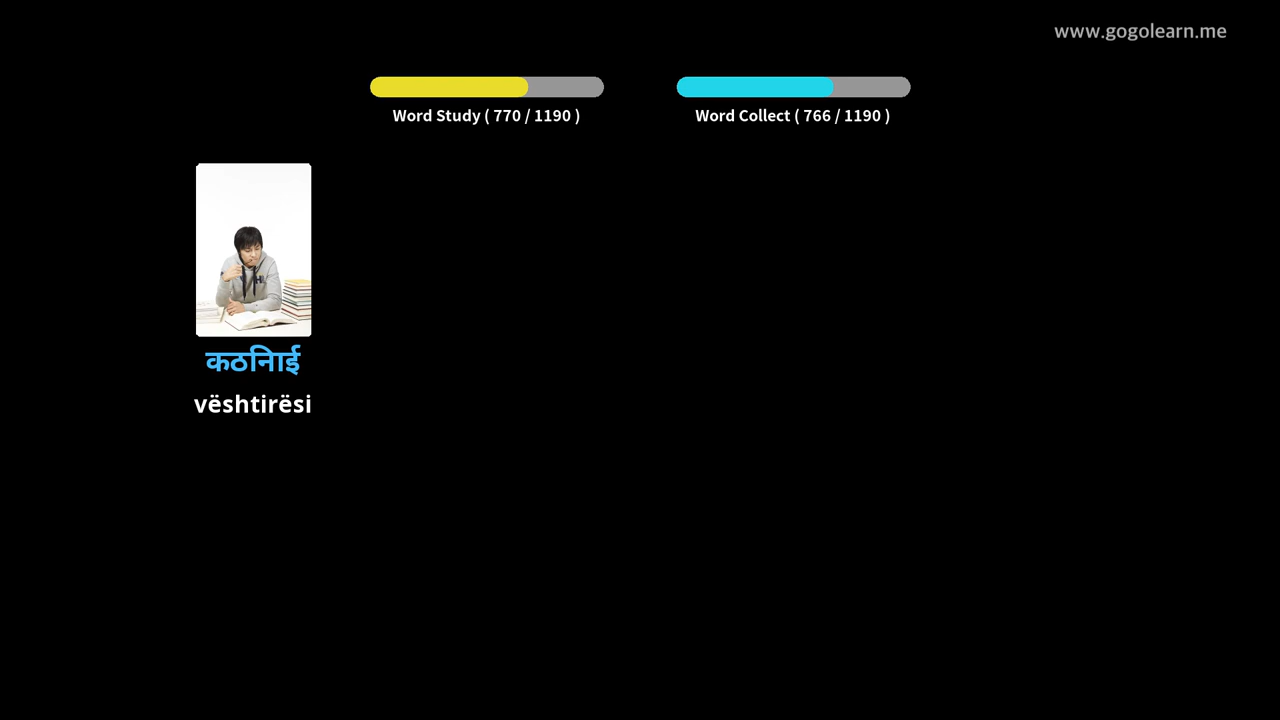 www.gogolearn.me
Word Study ( 770 / 1190 )
Word Collect ( 766 / 1190 )
कठिनाई
vështirësi